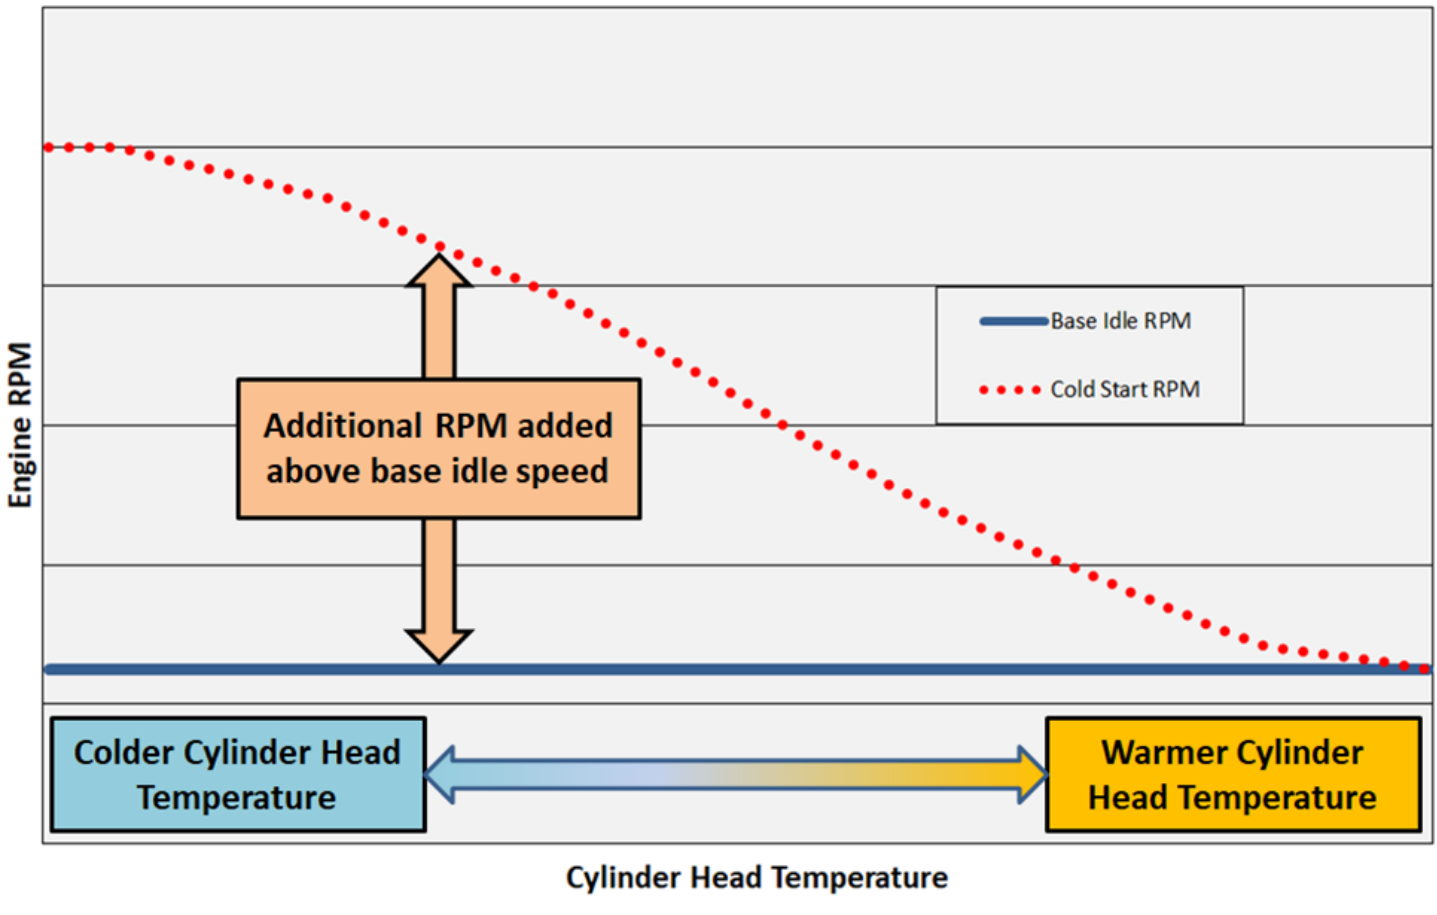 Engine RPM
Base Idle RPM
Cold Start RPM
Additional RPM added
above base idle speed
Colder Cylinder Head
Temperature
Warmer Cylinder
Head Temperature
Cylinder Head Temperature